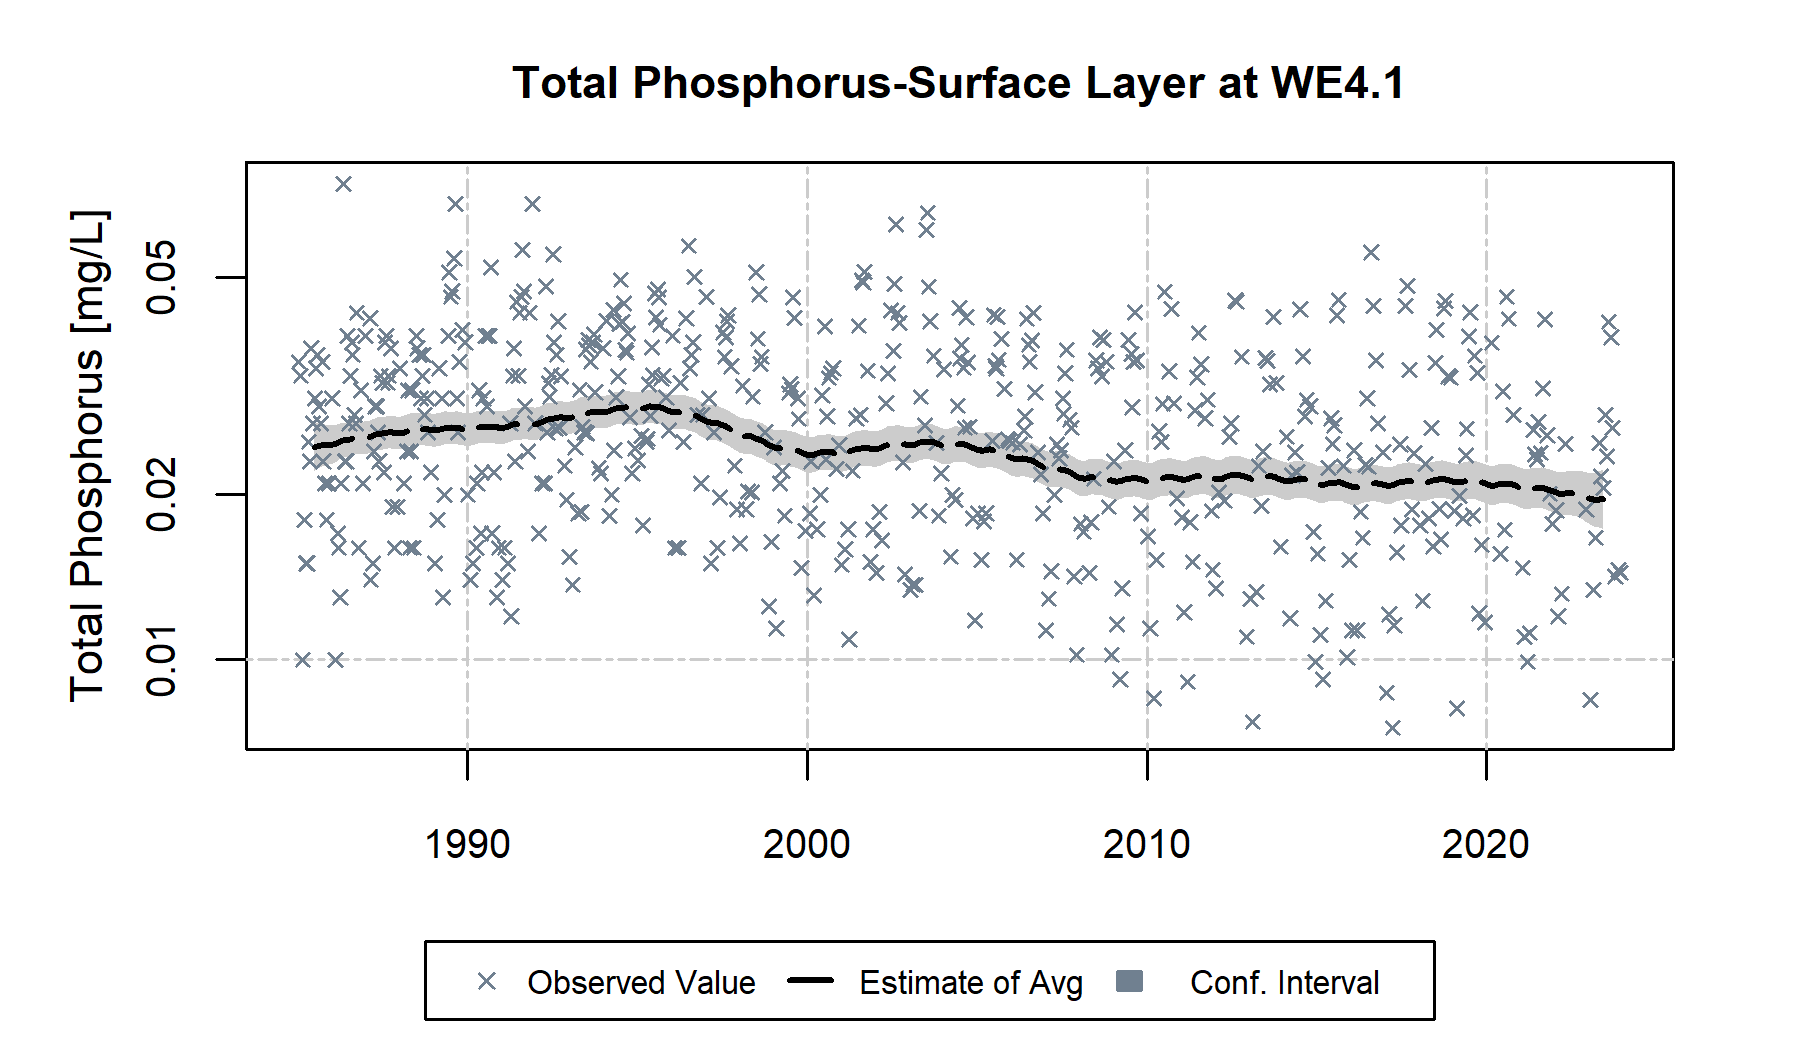 Total Phosphorus-Surface Layer at WE4.1
Total Phosphorus [mg/L]
0.05
0.02
0.01
1990 2000 2010 2020
Observed Value Estimate of Avg Conf. Interval